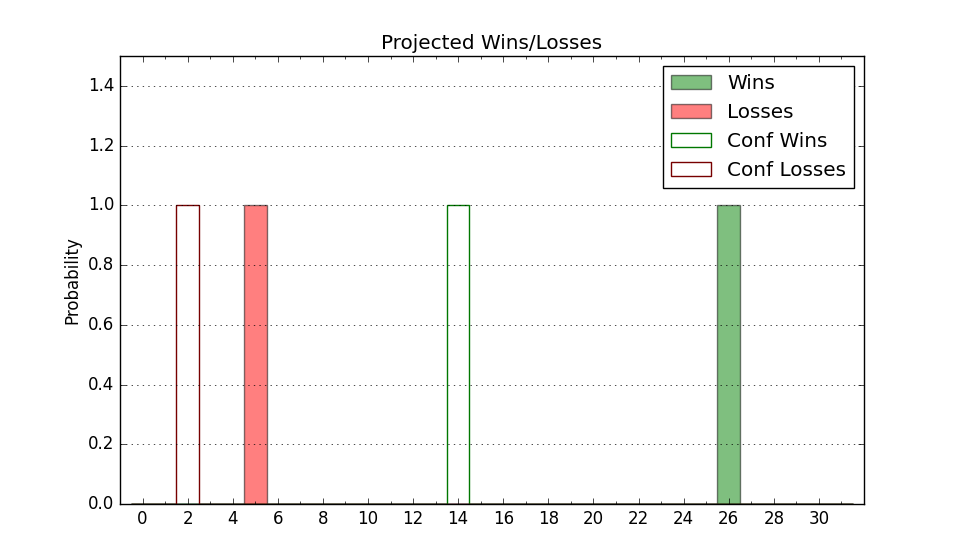 Projected Wins/Losses
1.4
1.2
1.0
0.8
0.6
0.4
0.2
0.0
Probability
Wins
Losses
Conf Wins
Conf Losses
0 2 4 6 8 10 12 14 16 18 20 22 24 26 28 30